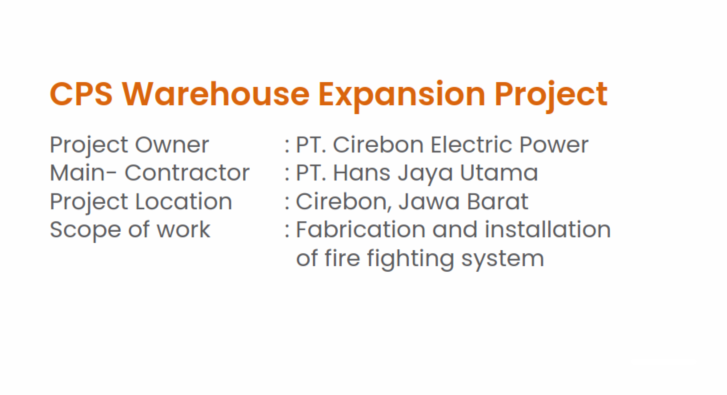 CPS Warehouse Expansion Project
Project Owner : PT. Cirebon Electric Power
Main- Contractor : PT. Hans Jaya Utama
Project Location : Cirebon, Jawa Barat
Scope of work : Fabrication and installation
of fire fighting system